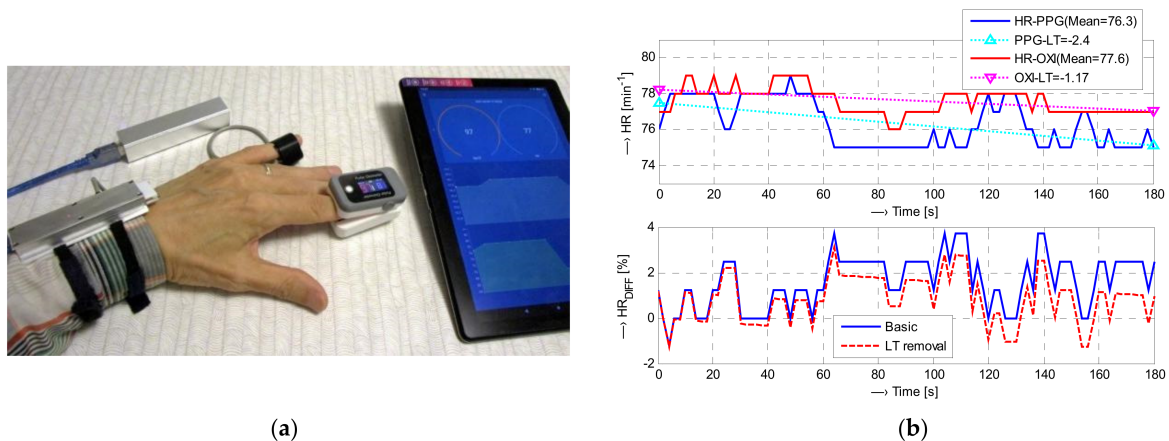 97
77
HR-PPG(Mean=76.3)
PPG-LT=-2.4
HR-OXI(Mean=77.6)
OXI-LT=-1.17
80
78
76
74
—› HR [min⁻¹]
0 20 40 60 80 100 120 140 160 180
—› Time [s]
4
2
0
-2
—› HR_DIFF [%]
Basic
LT removal
0 20 40 60 80 100 120 140 160 180
—› Time [s]
(a)
(b)